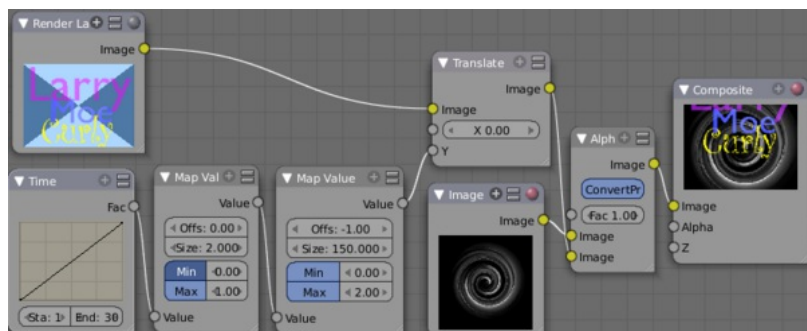 Render La
Image
Larry
Moe
Curly
Time
Fac
Sta: 1
End: 30
Map Val
Value
Offs: 0.00
Size: 2.000
Min
0.00
Max
1.00
Value
Map Value
Value
Offs: -1.00
Size: 150.000
Min
0.00
Max
2.00
Value
Translate
Image
Image
X 0.00
Y
Image
Image
Alph
Image
ConvertPr
Fac 1.00
Image
Image
Composite
Larry
Moe
Curly
Image
Alpha
Z